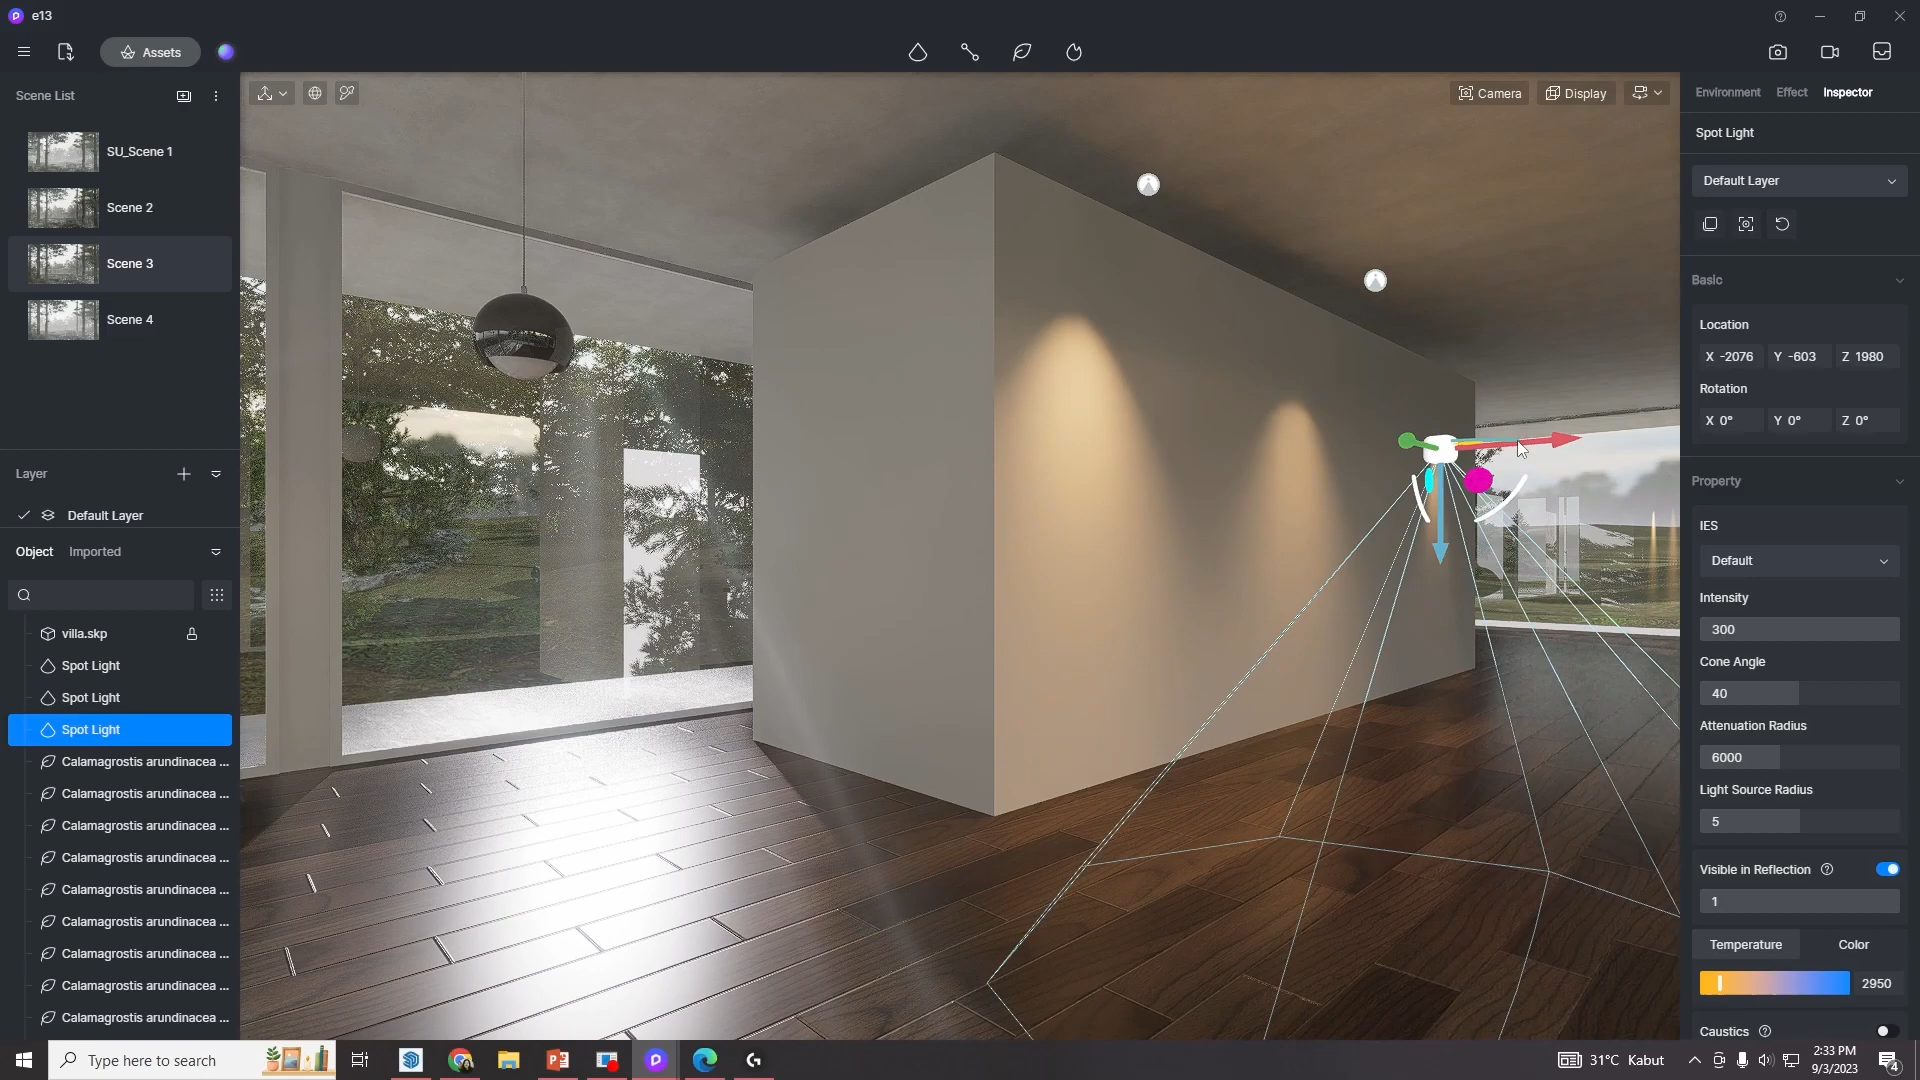 e13
Assets
Scene List
SU_Scene 1
Scene 2
Scene 3
Scene 4
Layer
Default Layer
Object Imported
villa.skp
Spot Light
Spot Light
Spot Light
Calamagrostis arundinacea ...
Calamagrostis arundinacea ...
Calamagrostis arundinacea ...
Calamagrostis arundinacea ...
Calamagrostis arundinacea ...
Calamagrostis arundinacea ...
Calamagrostis arundinacea ...
Calamagrostis arundinacea ...
Calamagrostis arundinacea ...
Camera Display
Environment Effect Inspector
Spot Light
Default Layer
Basic
Location
X -2076 Y -603 Z 1980
Rotation
X 0° Y 0° Z 0°
Property
IES
Default
Intensity
300
Cone Angle
40
Attenuation Radius
6000
Light Source Radius
5
Visible in Reflection
1
Temperature Color
2950
Caustics
Type here to search
31°C Kabut
2:33 PM
9/3/2023
4